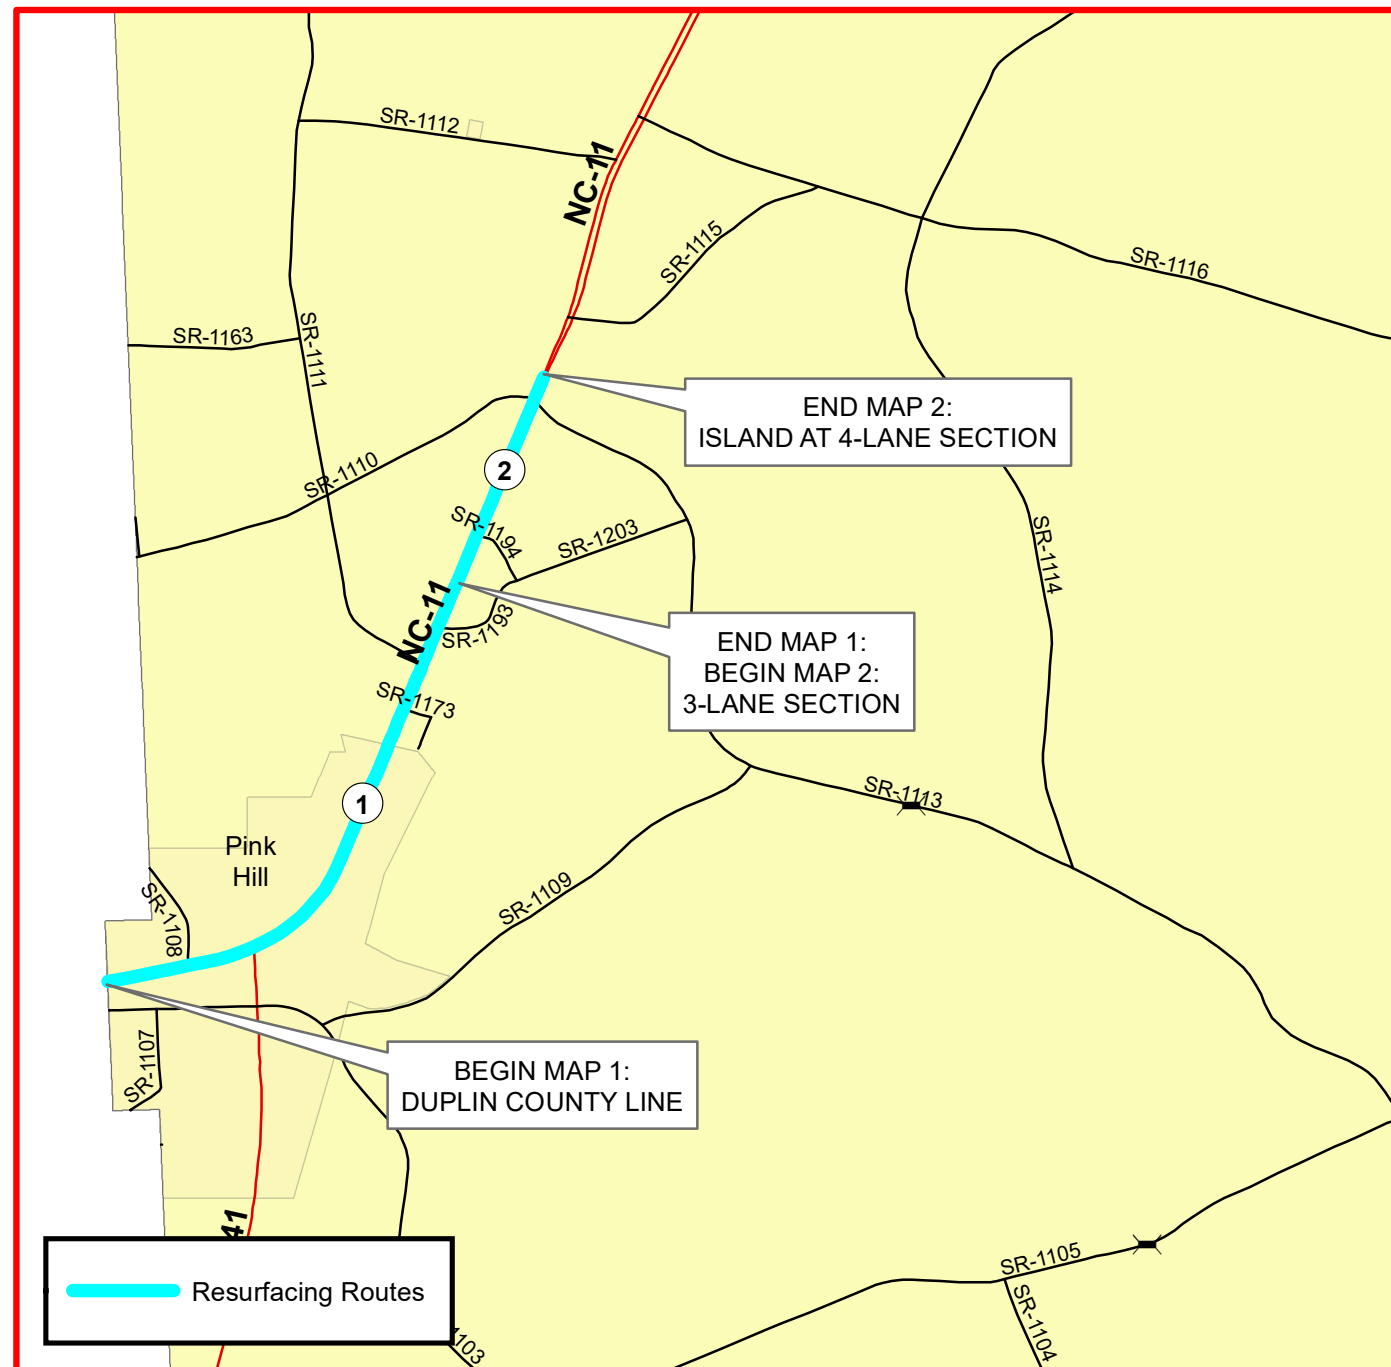 SR-1112
NC-11
SR-1115
SR-1116
SR-1163
SR-1111
END MAP 2:
ISLAND AT 4-LANE SECTION
2
SR-1110
SR-1194
SR-1203
SR-1114
NC-11
SR-1193
END MAP 1:
BEGIN MAP 2:
3-LANE SECTION
SR-1173
1
SR-1113
Pink
Hill
SR-1109
SR-1108
SR-1107
BEGIN MAP 1:
DUPLIN COUNTY LINE
41
SR-1105
Resurfacing Routes
SR-1104
1103